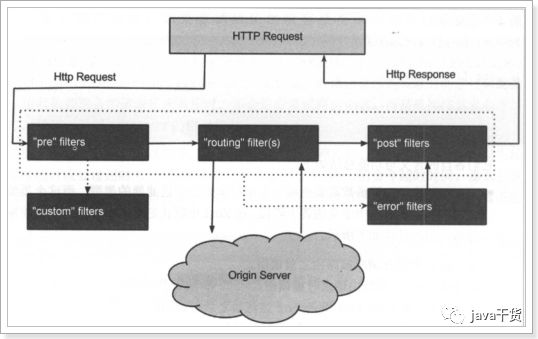 HTTP Request
Http Request
Http Response
"pre" filters
"routing" filter(s)
"post" filters
"custom" filters
"error" filters
Origin Server
java干货